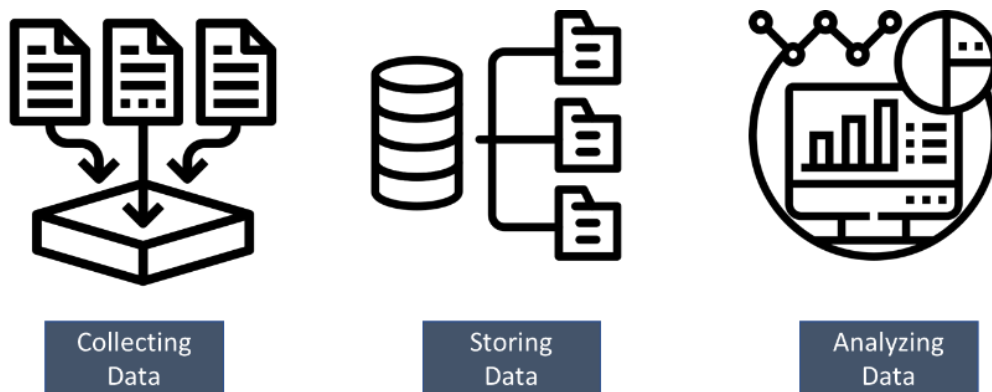 Collecting
Data
Storing
Data
Analyzing
Data